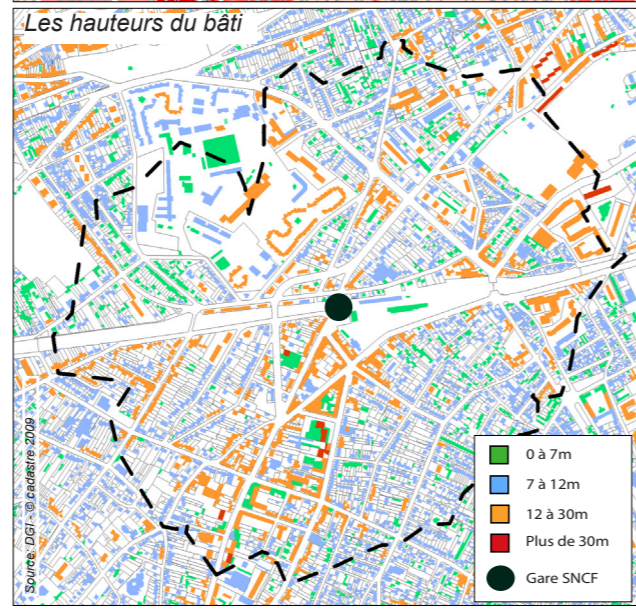 Les hauteurs du bâti
Source: DGI - © cadastre 2009
0 à 7m
7 à 12m
12 à 30m
Plus de 30m
Gare SNCF